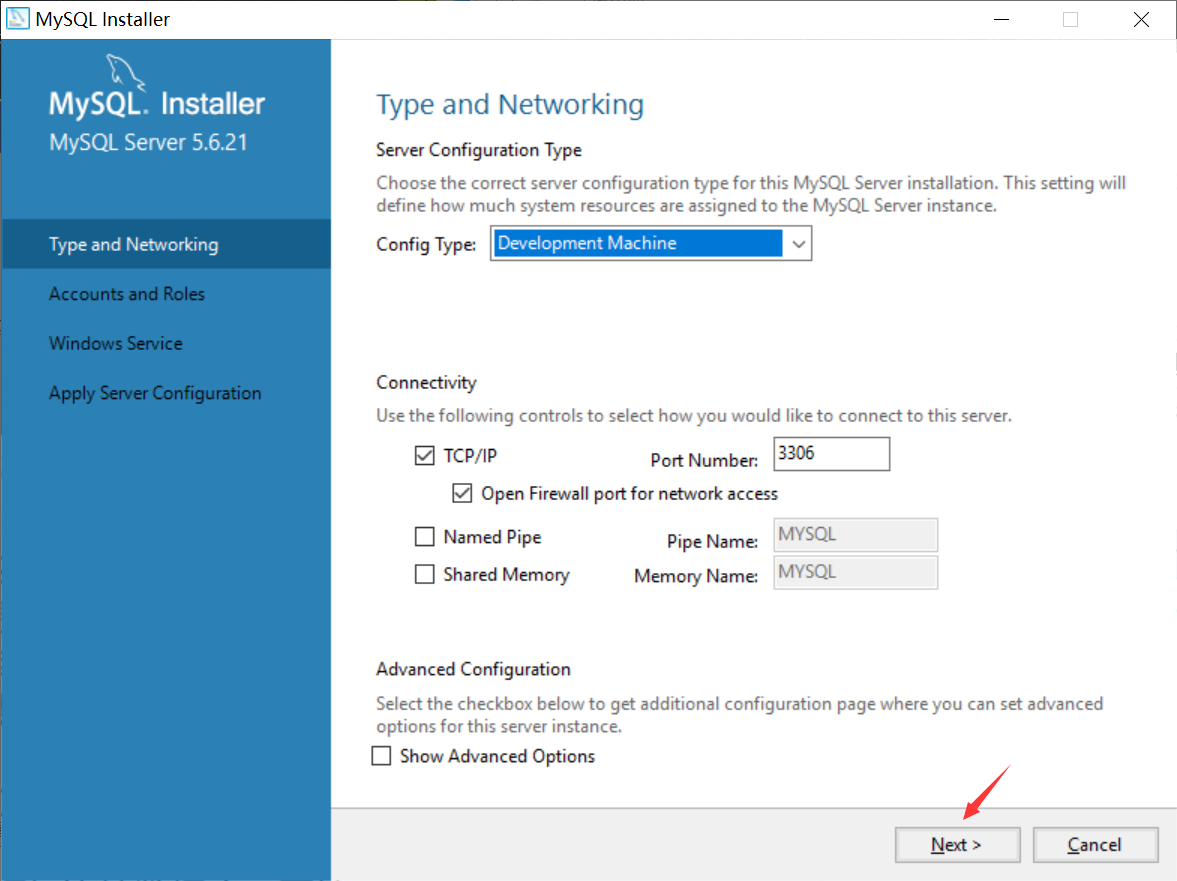 MySQL Installer
MySQL. Installer
MySQL Server 5.6.21
Type and Networking
Accounts and Roles
Windows Service
Apply Server Configuration
Type and Networking
Server Configuration Type
Choose the correct server configuration type for this MySQL Server installation. This setting will
define how much system resources are assigned to the MySQL Server instance.
Config Type: Development Machine
Connectivity
Use the following controls to select how you would like to connect to this server.
TCP/IP Port Number: 3306
Open Firewall port for network access
Named Pipe Pipe Name: MYSQL
Shared Memory Memory Name: MYSQL
Advanced Configuration
Select the checkbox below to get additional configuration page where you can set advanced
options for this server instance.
Show Advanced Options
Next > Cancel